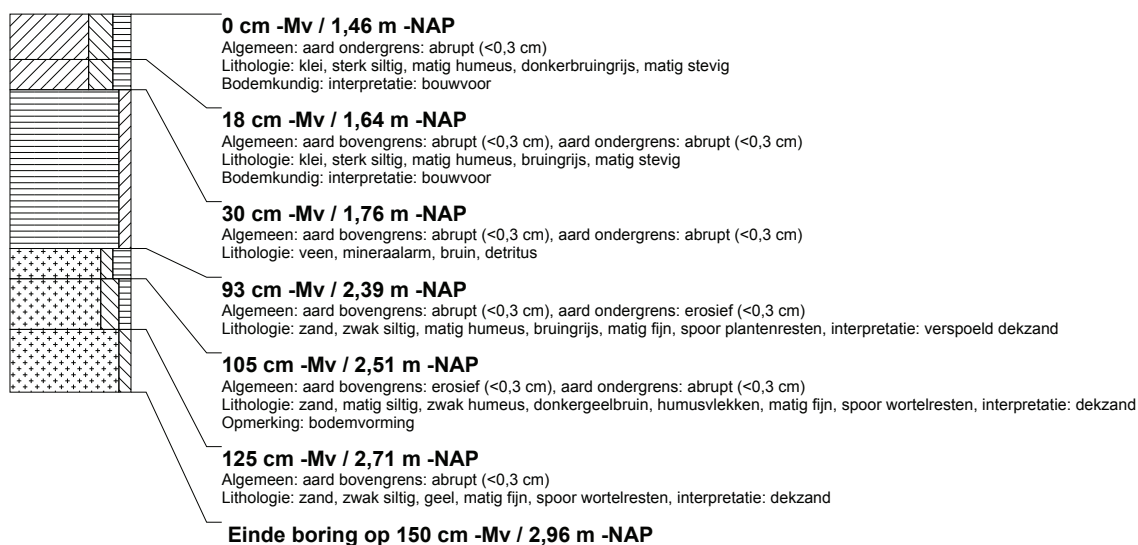 0 cm -Mv / 1,46 m -NAP
Algemeen: aard ondergrens: abrupt (<0,3 cm)
Lithologie: klei, sterk siltig, matig humeus, donkerbruingrijs, matig stevig
Bodemkundig: interpretatie: bouwvoor
18 cm -Mv / 1,64 m -NAP
Algemeen: aard bovengrens: abrupt (<0,3 cm), aard ondergrens: abrupt (<0,3 cm)
Lithologie: klei, sterk siltig, matig humeus, bruingrijs, matig stevig
Bodemkundig: interpretatie: bouwvoor
30 cm -Mv / 1,76 m -NAP
Algemeen: aard bovengrens: abrupt (<0,3 cm), aard ondergrens: abrupt (<0,3 cm)
Lithologie: veen, mineraalarm, bruin, detritus
93 cm -Mv / 2,39 m -NAP
Algemeen: aard bovengrens: abrupt (<0,3 cm), aard ondergrens: erosief (<0,3 cm)
Lithologie: zand, zwak siltig, matig humeus, bruingrijs, matig fijn, spoor plantenresten, interpretatie: verspoeld dekzand
105 cm -Mv / 2,51 m -NAP
Algemeen: aard bovengrens: erosief (<0,3 cm), aard ondergrens: abrupt (<0,3 cm)
Lithologie: zand, matig siltig, zwak humeus, donkergeelbruin, humusvlekken, matig fijn, spoor wortelresten, interpretatie: dekzand
Opmerking: bodemvorming
125 cm -Mv / 2,71 m -NAP
Algemeen: aard bovengrens: abrupt (<0,3 cm)
Lithologie: zand, zwak siltig, geel, matig fijn, spoor wortelresten, interpretatie: dekzand
Einde boring op 150 cm -Mv / 2,96 m -NAP